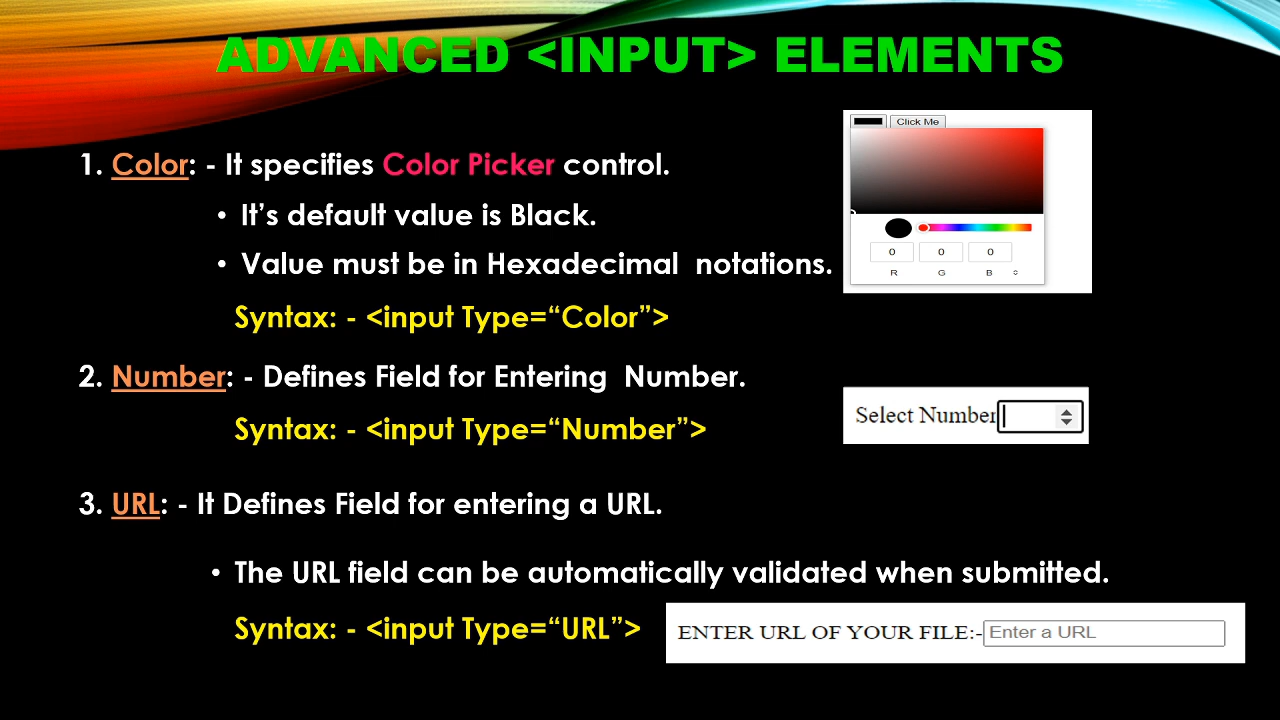 ADVANCED <INPUT> ELEMENTS
Click Me
1. Color: - It specifies Color Picker control.
• It’s default value is Black.
• Value must be in Hexadecimal  notations.
0 0 0
R G B
Syntax: - <input Type=“Color”>
2. Number: - Defines Field for Entering  Number.
Select Number
Syntax: - <input Type=“Number”>
3. URL: - It Defines Field for entering a URL.
• The URL field can be automatically validated when submitted.
Syntax: - <input Type=“URL”>
ENTER URL OF YOUR FILE:- Enter a URL